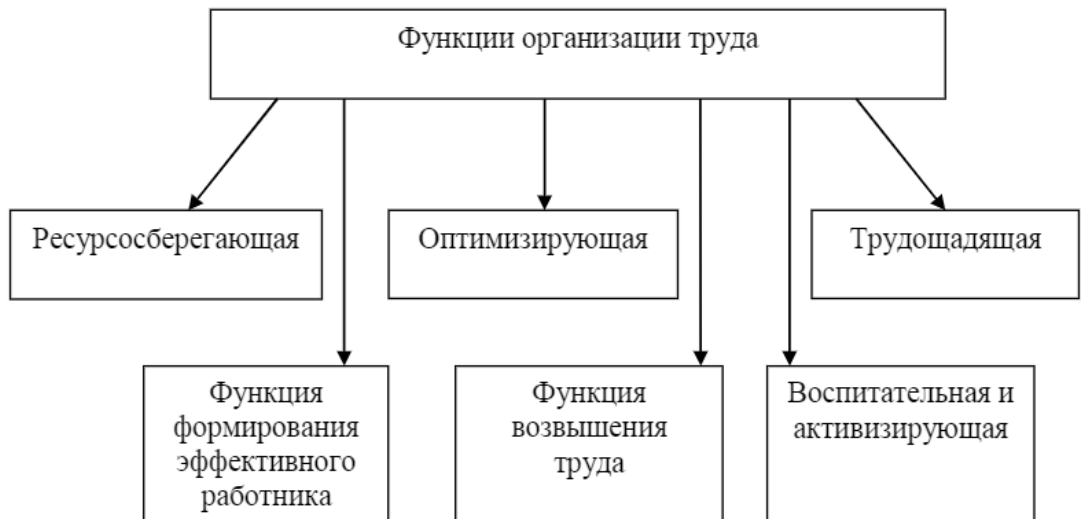 Функции организации труда
Ресурсосберегающая
Оптимизирующая
Трудощадящая
Функция
формирования
эффективного
работника
Функция
возвышения
труда
Воспитательная и
активизирующая